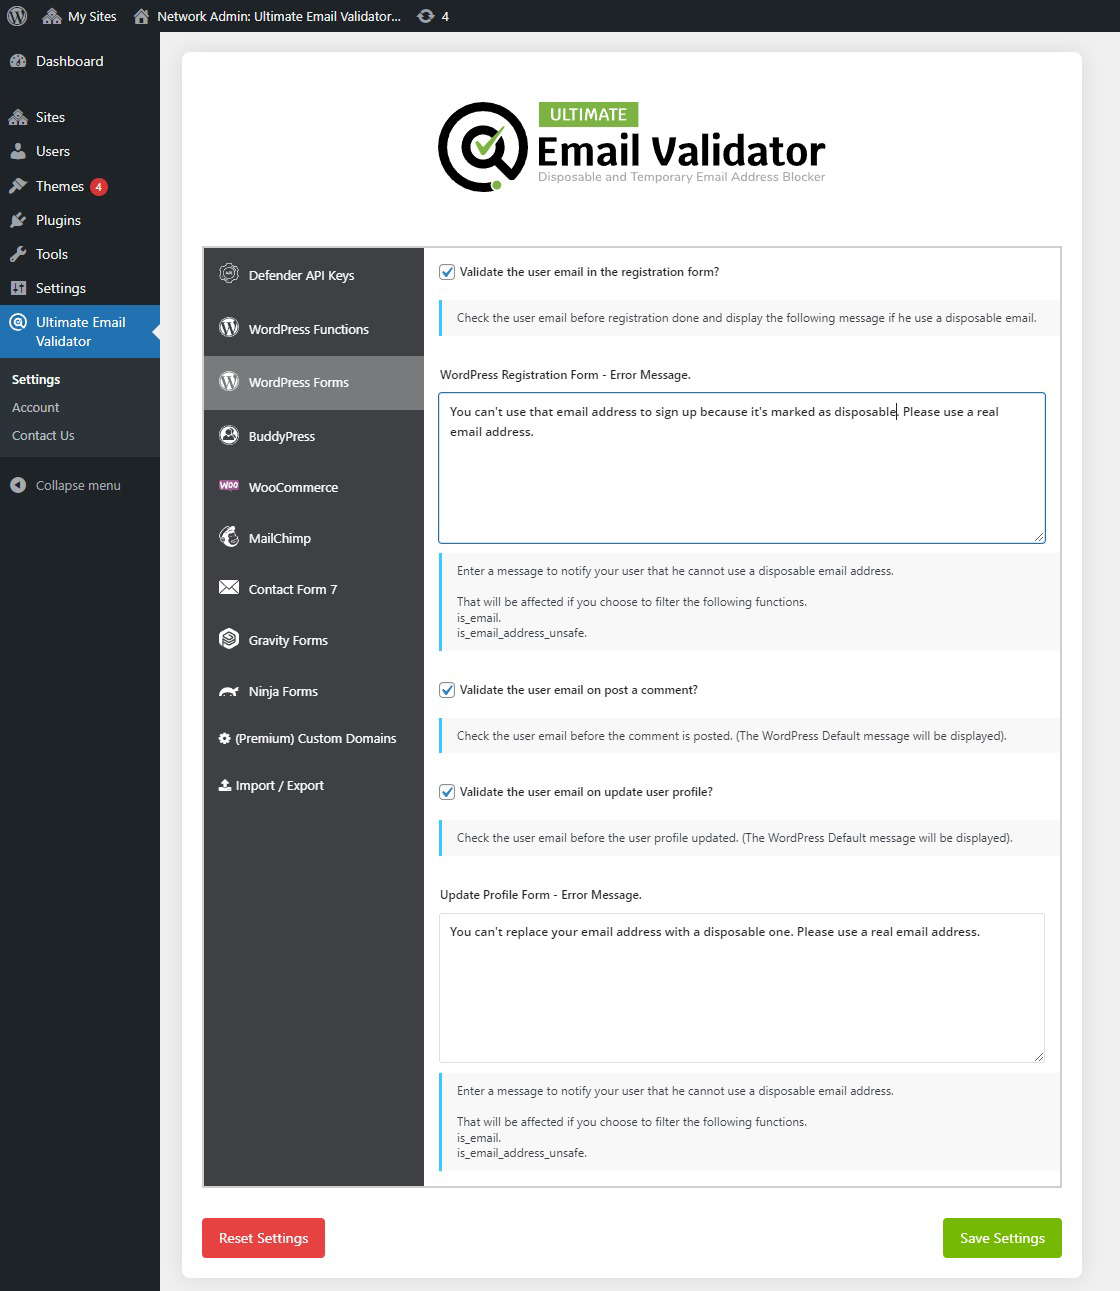 My Sites
Network Admin: Ultimate Email Validator...
4
Dashboard
Sites
Users
Themes 4
Plugins
Tools
Settings
Ultimate Email
Validator
Settings
Account
Contact Us
Collapse menu
ULTIMATE
Email Validator
Disposable and Temporary Email Address Blocker
Defender API Keys
WordPress Functions
WordPress Forms
BuddyPress
Woo WooCommerce
MailChimp
Contact Form 7
Gravity Forms
Ninja Forms
(Premium) Custom Domains
Import / Export
Validate the user email in the registration form?
Check the user email before registration done and display the following message if he use a disposable email.
WordPress Registration Form - Error Message.
You can't use that email address to sign up because it's marked as disposable. Please use a real
email address.
Enter a message to notify your user that he cannot use a disposable email address.
That will be affected if you choose to filter the following functions.
is_email.
is_email_address_unsafe.
Validate the user email on post a comment?
Check the user email before the comment is posted. (The WordPress Default message will be displayed).
Validate the user email on update user profile?
Check the user email before the user profile updated. (The WordPress Default message will be displayed).
Update Profile Form - Error Message.
You can't replace your email address with a disposable one. Please use a real email address.
Enter a message to notify your user that he cannot use a disposable email address.
That will be affected if you choose to filter the following functions.
is_email.
is_email_address_unsafe.
Reset Settings
Save Settings